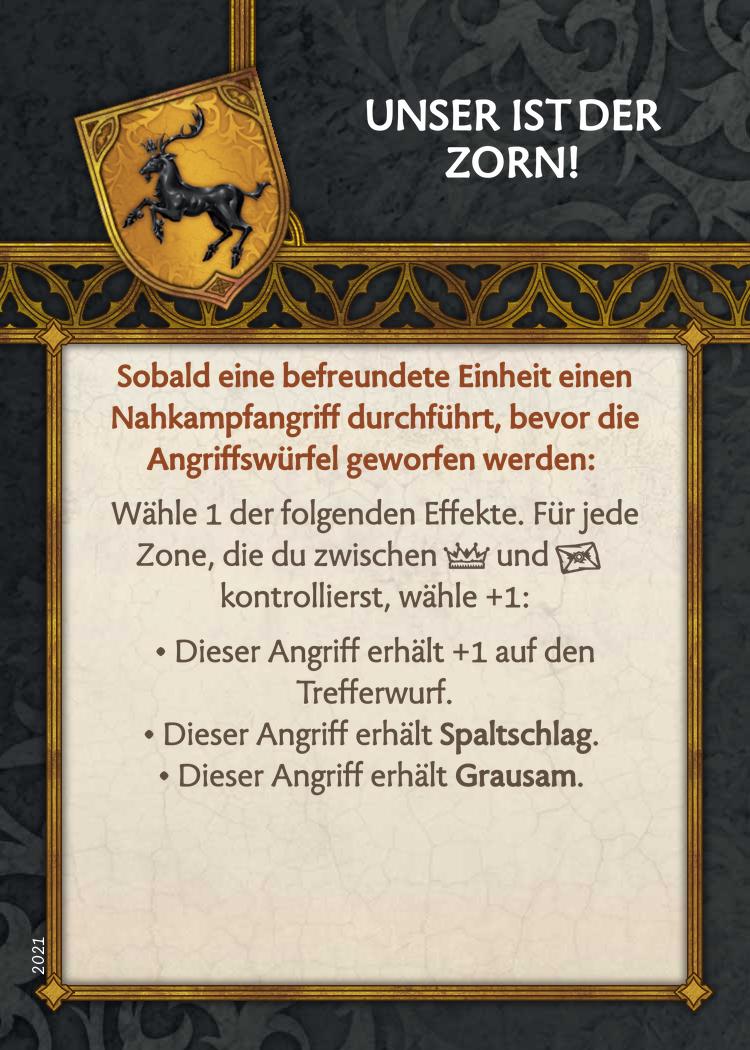 UNSER IST DER
ZORN!
Sobald eine befreundete Einheit einen
Nahkampfangriff durchführt, bevor die
Angriffswürfel geworfen werden:
Wähle 1 der folgenden Effekte. Für jede
Zone, die du zwischen und
kontrollierst, wähle +1:
• Dieser Angriff erhält +1 auf den
Trefferwurf.
• Dieser Angriff erhält Spaltschlag.
• Dieser Angriff erhält Grausam.
2021